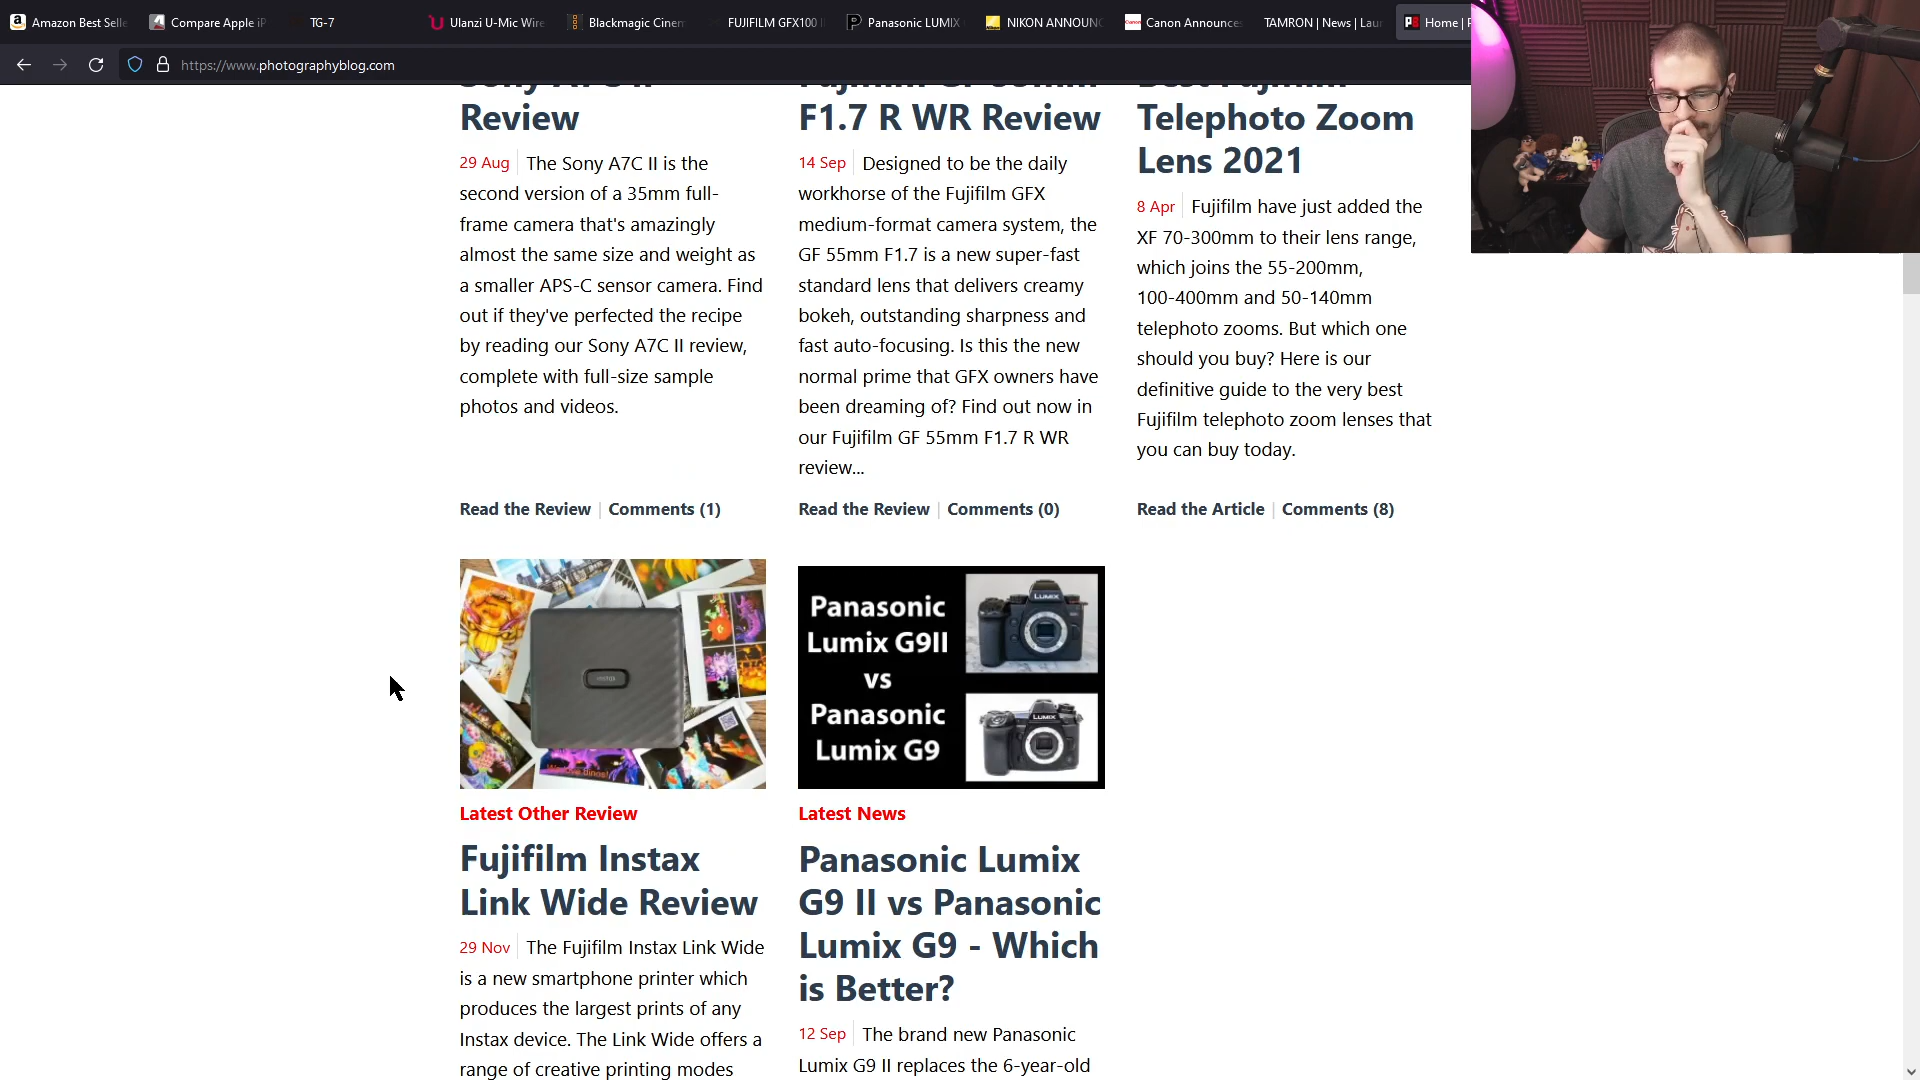 Amazon Best Selle
Compare Apple iP
TG-7
Ulanzi U-Mic Wire
Blackmagic Cinem
FUJIFILM GFX100
Panasonic LUMIX
NIKON ANNOUNC
Canon Announce
TAMRON | News | Lau
Home | P
https://www.photographyblog.com
Review
29 Aug
The Sony A7C II is the
second version of a 35mm full-
frame camera that's amazingly
almost the same size and weight as
a smaller APS-C sensor camera. Find
out if they've perfected the recipe
by reading our Sony A7C II review,
complete with full-size sample
photos and videos.
Read the Review | Comments (1)
F1.7 R WR Review
14 Sep
Designed to be the daily
workhorse of the Fujifilm GFX
medium-format camera system, the
GF 55mm F1.7 is a new super-fast
standard lens that delivers creamy
bokeh, outstanding sharpness and
fast auto-focusing. Is this the new
normal prime that GFX owners have
been dreaming of? Find out now in
our Fujifilm GF 55mm F1.7 R WR
review...
Read the Review | Comments (0)
Telephoto Zoom
Lens 2021
8 Apr
Fujifilm have just added the
XF 70-300mm to their lens range,
which joins the 55-200mm,
100-400mm and 50-140mm
telephoto zooms. But which one
should you buy? Here is our
definitive guide to the very best
Fujifilm telephoto zoom lenses that
you can buy today.
Read the Article | Comments (8)
instax
Latest Other Review
Fujifilm Instax
Link Wide Review
29 Nov
The Fujifilm Instax Link Wide
is a new smartphone printer which
produces the largest prints of any
Instax device. The Link Wide offers a
range of creative printing modes
Panasonic
Lumix G9II
vs
Panasonic
Lumix G9
LUMIX
LUMIX
Latest News
Panasonic Lumix
G9 II vs Panasonic
Lumix G9 - Which
is Better?
12 Sep
The brand new Panasonic
Lumix G9 II replaces the 6-year-old